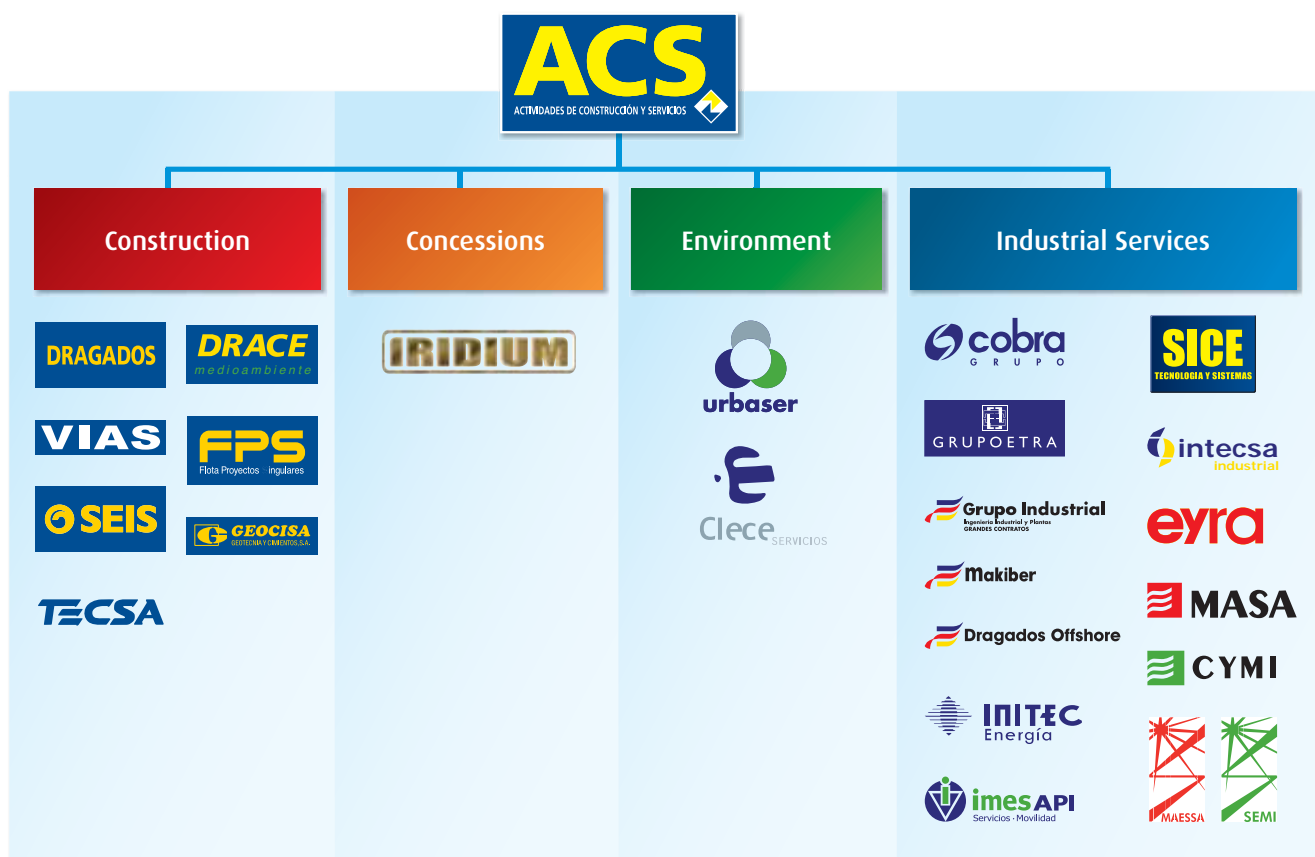 ACS
ACTIVIDADES DE CONSTRUCCIÓN Y SERVICIOS
Construction
Concessions
Environment
Industrial Services
DRAGADOS
DRACE
medioambiente
VIAS
FPS
Flota Proyectos ingulares
SEIS
GEOCISA
GEOTECNIA Y CIMIENTOS, S.A.
TECSA
IRIDIUM
urbaser
Clece
SERVICIOS
cobra
GRUPO
GRUPOETRA
Grupo Industrial
Ingeniería Industrial y Plantas
GRANDES CONTRATOS
Makiber
Dragados Offshore
INITEC
Energía
imesAPI
Servicios · Movilidad
SICE
TECNOLOGIA Y SISTEMAS
intecsa
industrial
eyra
MASA
CYMI
MAESSA
SEMI